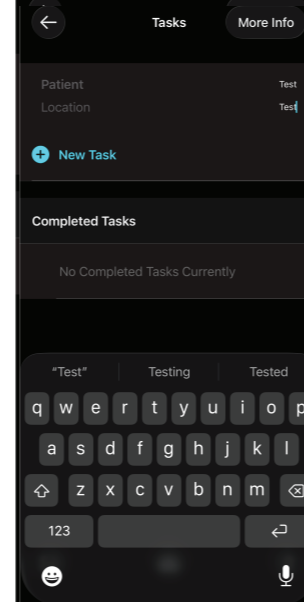 Tasks More Info
Patient Test
Location Test
New Task
Completed Tasks
No Completed Tasks Currently
“Test” Testing Tested
q w e r t y u i o p
a s d f g h j k l
z x c v b n m
123